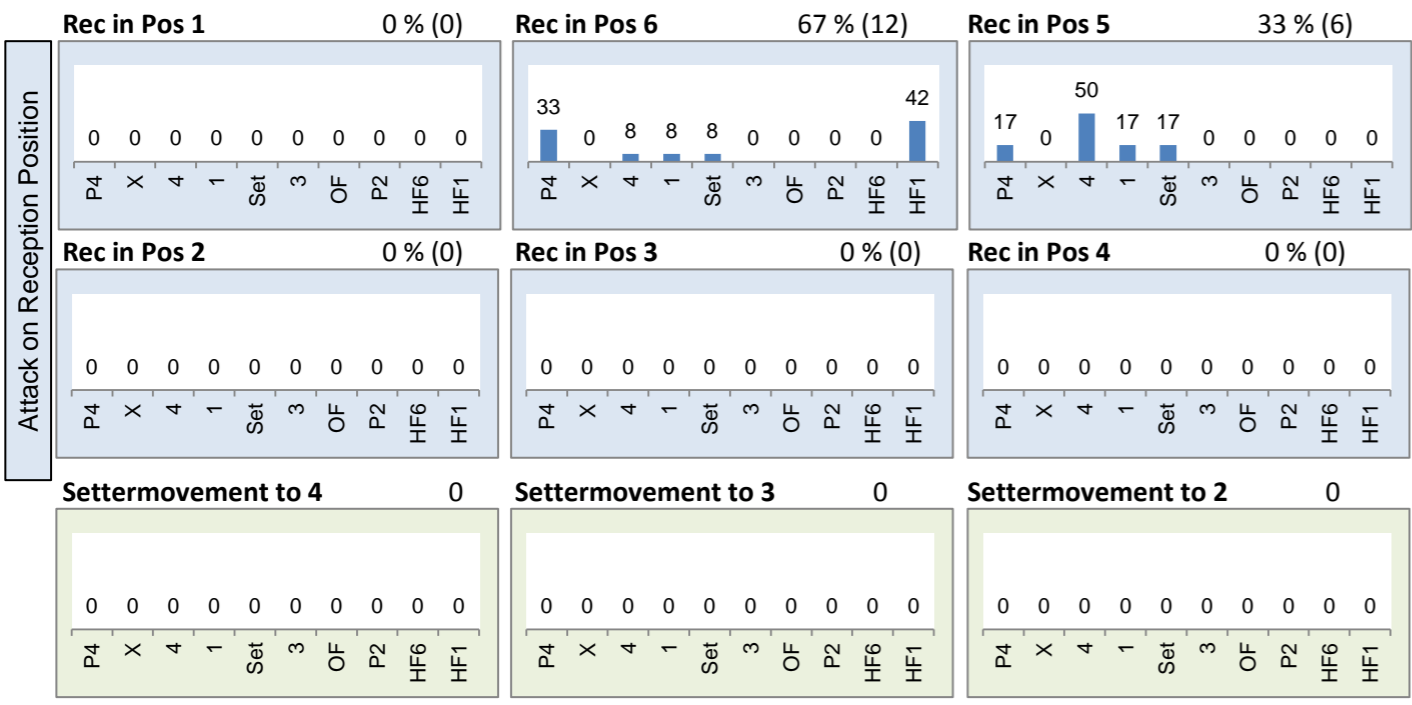 Attack on Reception Position
Rec in Pos 1 0 % (0)
0 0 0 0 0 0 0 0 0 0
P4 X 4 1 Set 3 OF P2 HF6 HF1
Rec in Pos 6 67 % (12)
33 0 8 8 8 0 0 0 0 42
P4 X 4 1 Set 3 OF P2 HF6 HF1
Rec in Pos 5 33 % (6)
17 0 50 17 17 0 0 0 0 0
P4 X 4 1 Set 3 OF P2 HF6 HF1
Rec in Pos 2 0 % (0)
0 0 0 0 0 0 0 0 0 0
P4 X 4 1 Set 3 OF P2 HF6 HF1
Rec in Pos 3 0 % (0)
0 0 0 0 0 0 0 0 0 0
P4 X 4 1 Set 3 OF P2 HF6 HF1
Rec in Pos 4 0 % (0)
0 0 0 0 0 0 0 0 0 0
P4 X 4 1 Set 3 OF P2 HF6 HF1
Settermovement to 4 0
0 0 0 0 0 0 0 0 0 0
P4 X 4 1 Set 3 OF P2 HF6 HF1
Settermovement to 3 0
0 0 0 0 0 0 0 0 0 0
P4 X 4 1 Set 3 OF P2 HF6 HF1
Settermovement to 2 0
0 0 0 0 0 0 0 0 0 0
P4 X 4 1 Set 3 OF P2 HF6 HF1